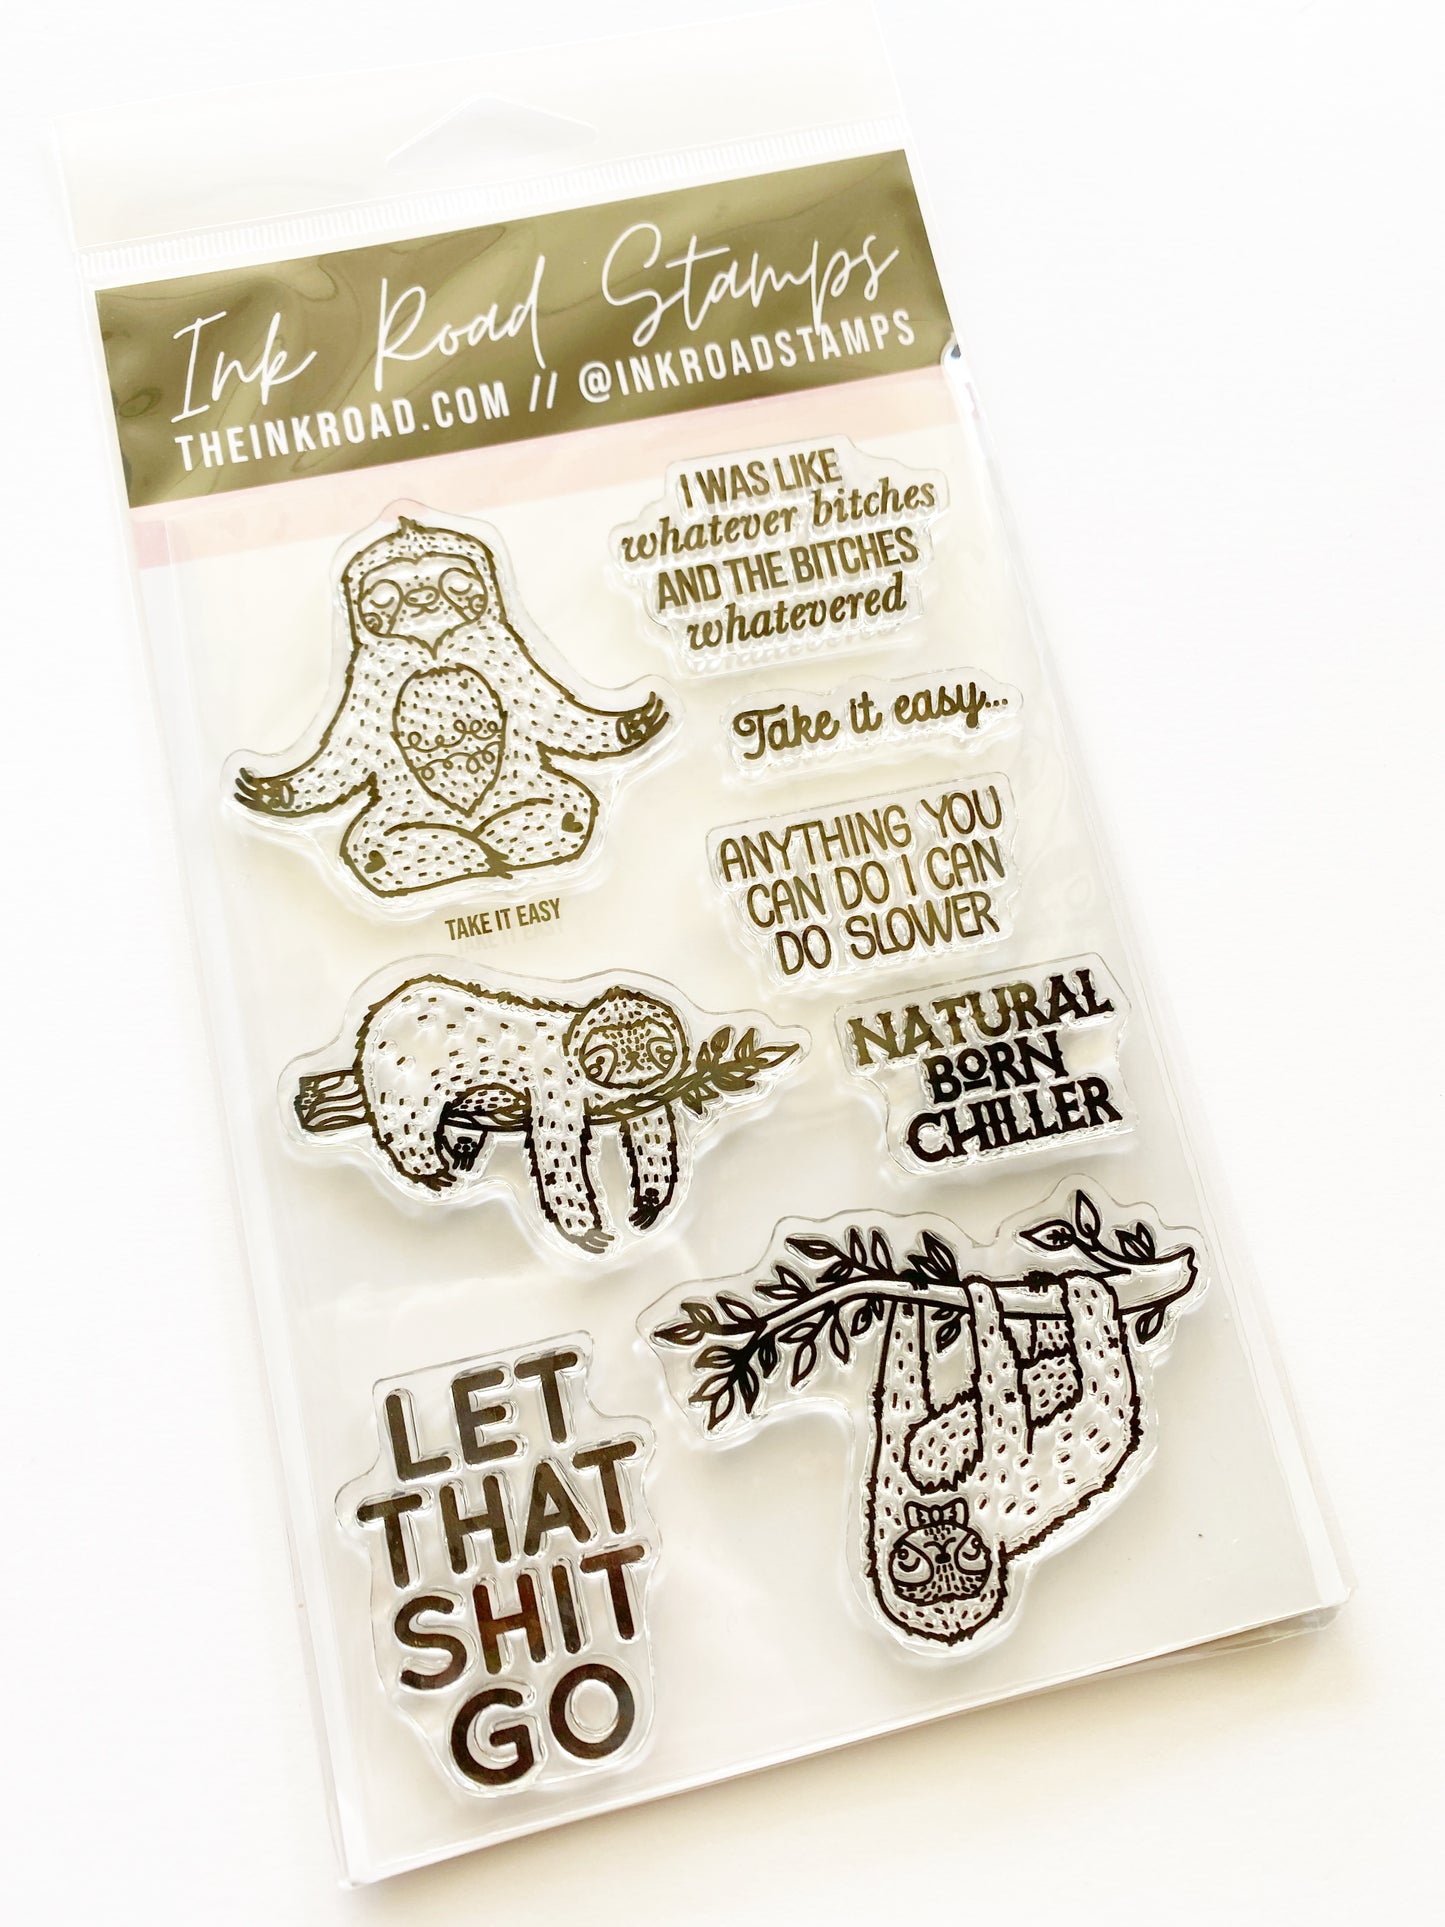 Ink Road Stamps
THEINKROAD.COM // @INKROADSTAMPS
I WAS LIKE
whatever bitches
AND THE BITCHES
whatevered
Take it easy...
ANYTHING YOU
CAN DO I CAN
DO SLOWER
TAKE IT EASY
NATURAL
BORN
CHILLER
LET
THAT
SHIT
GO